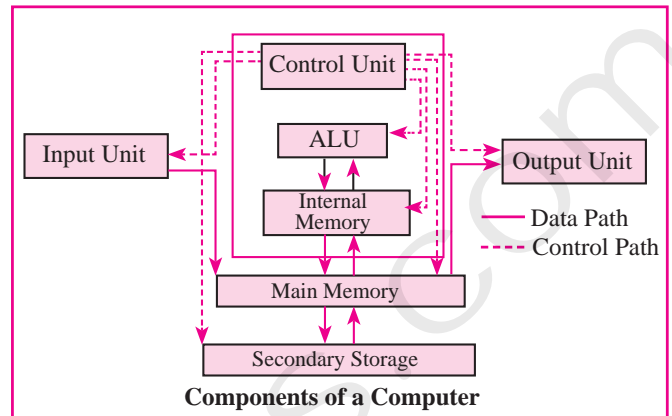 Control Unit
ALU
Input Unit
Output Unit
Internal
Memory
Data Path
Control Path
Main Memory
Secondary Storage
Components of a Computer
s.com